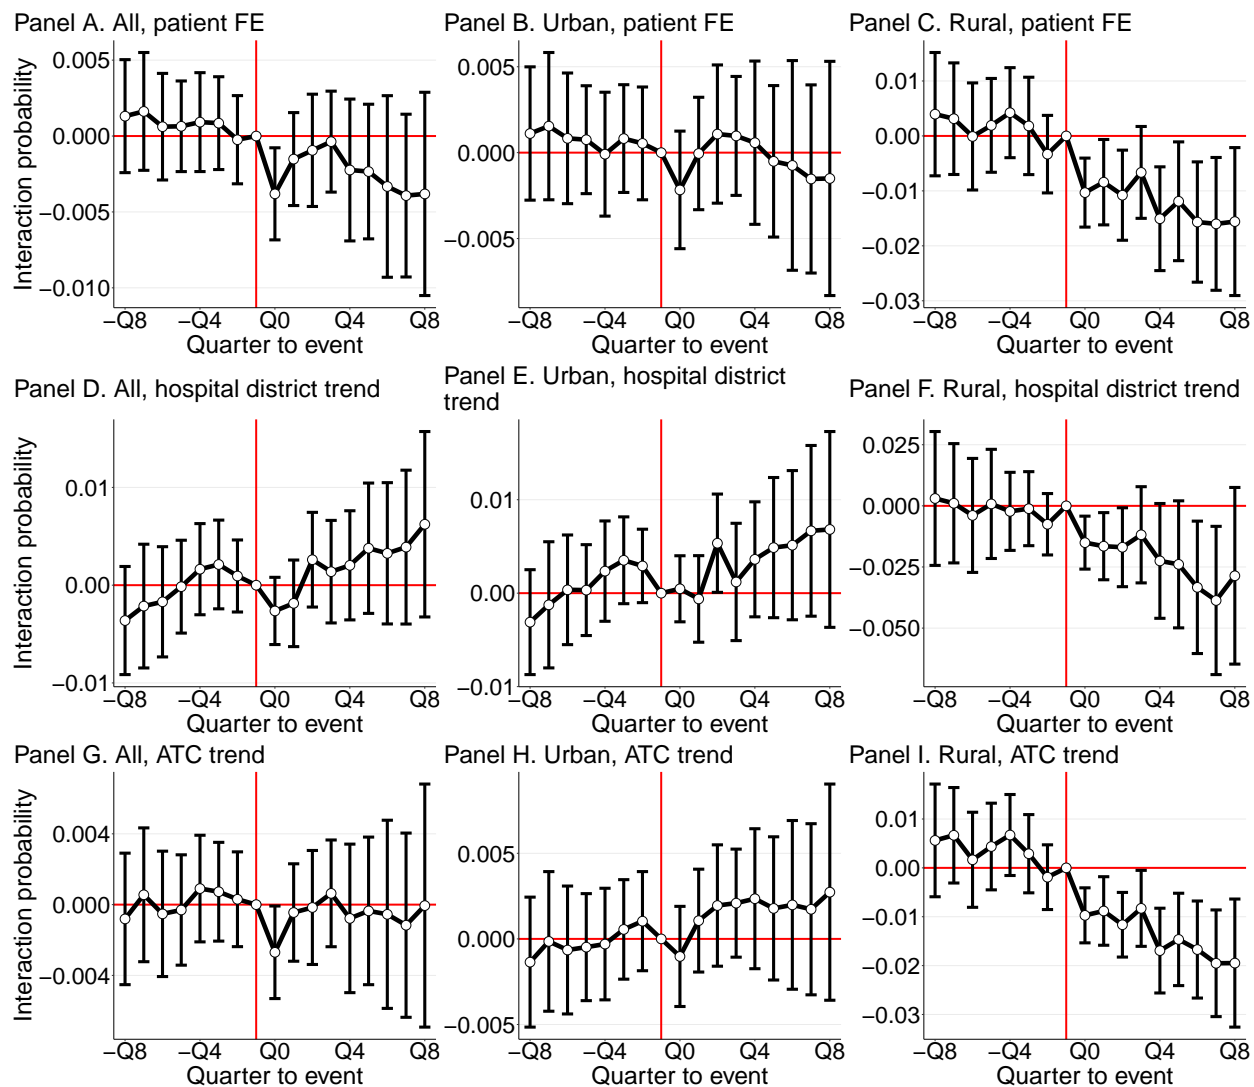 Panel A. All, patient FE
Interaction probability
0.005
0.000
−0.005
−0.010
−Q8
−Q4
Q0
Q4
Q8
Quarter to event
Panel B. Urban, patient FE
0.005
0.000
−0.005
−Q8
−Q4
Q0
Q4
Q8
Quarter to event
Panel C. Rural, patient FE
0.01
0.00
−0.01
−0.02
−0.03
−Q8
−Q4
Q0
Q4
Q8
Quarter to event
Panel D. All, hospital district trend
Interaction probability
0.01
0.00
−0.01
−Q8
−Q4
Q0
Q4
Q8
Quarter to event
Panel E. Urban, hospital district
trend
0.01
0.00
−0.01
−Q8
−Q4
Q0
Q4
Q8
Quarter to event
Panel F. Rural, hospital district trend
0.025
0.000
−0.025
−0.050
−Q8
−Q4
Q0
Q4
Q8
Quarter to event
Panel G. All, ATC trend
Interaction probability
0.004
0.000
−0.004
−Q8
−Q4
Q0
Q4
Q8
Quarter to event
Panel H. Urban, ATC trend
0.005
0.000
−0.005
−Q8
−Q4
Q0
Q4
Q8
Quarter to event
Panel I. Rural, ATC trend
0.01
0.00
−0.01
−0.02
−0.03
−Q8
−Q4
Q0
Q4
Q8
Quarter to event